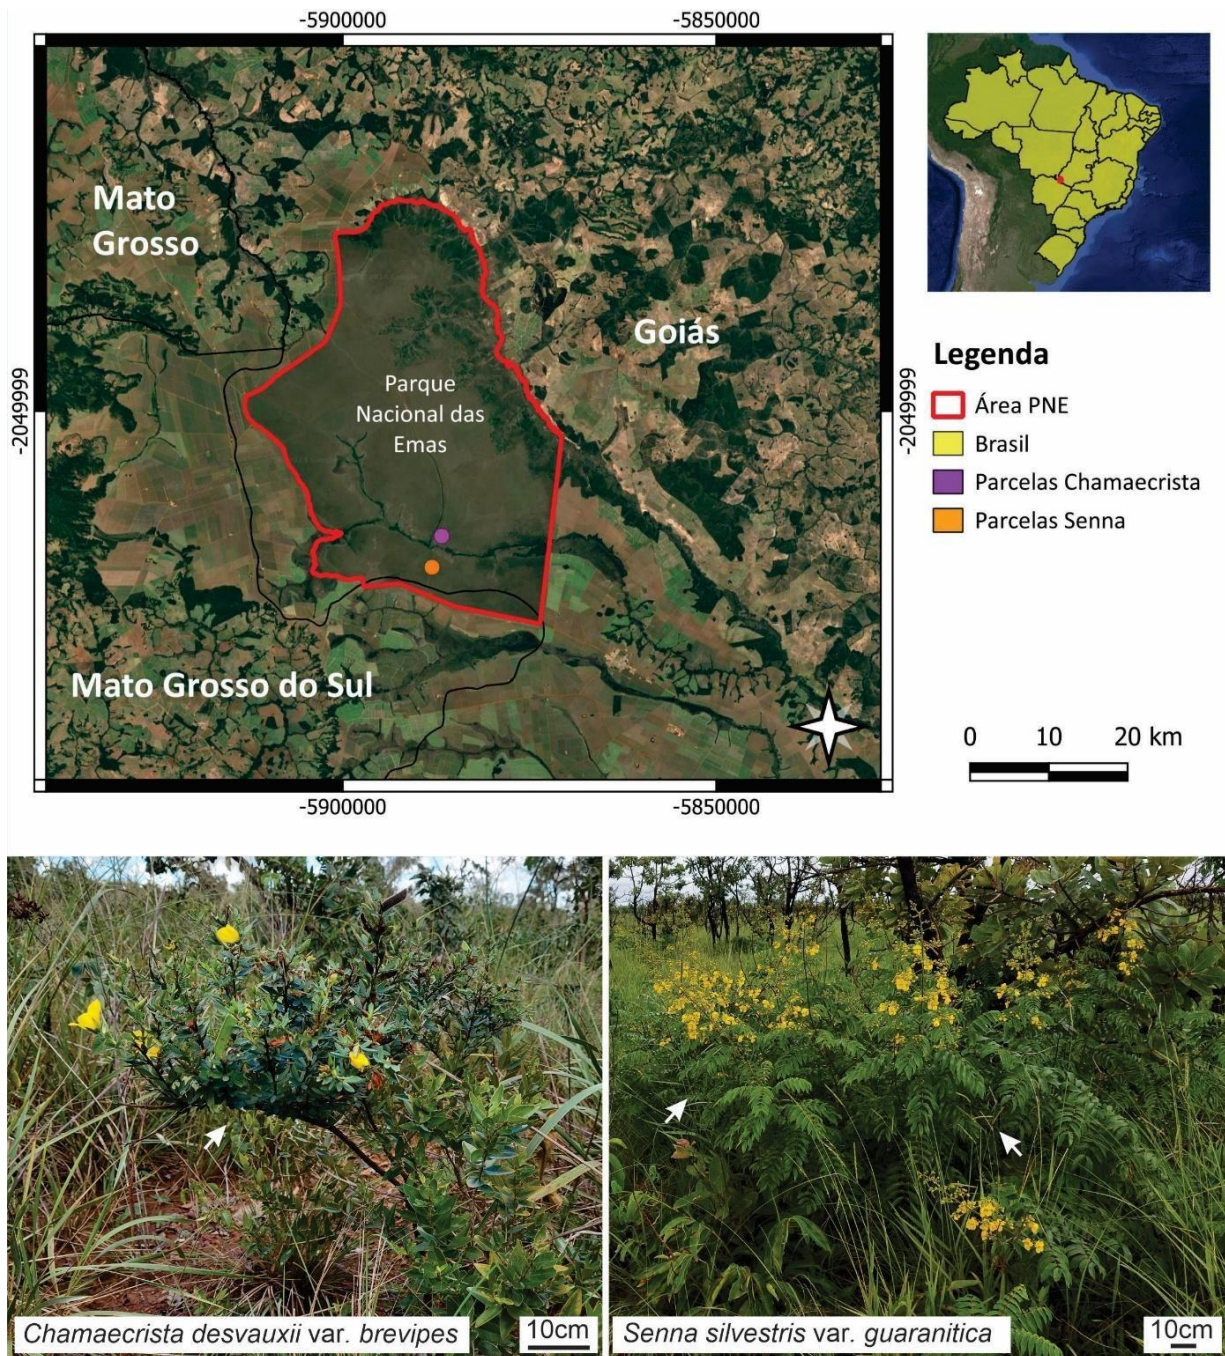 -5900000
-5850000
Mato
Grosso
Goiás
Parque
Nacional das
Emas
Mato Grosso do Sul
-2049999
-2049999
-5900000
-5850000
Legenda
Área PNE
Brasil
Parcelas Chamaecrista
Parcelas Senna
0 10 20 km
Chamaecrista desvauxii var. brevipes
10cm
Senna silvestris var. guaranitica
10cm